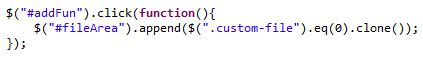 $("#addFun").click(function(){
    $("#fileArea").append($(".custom-file").eq(0).clone());
});